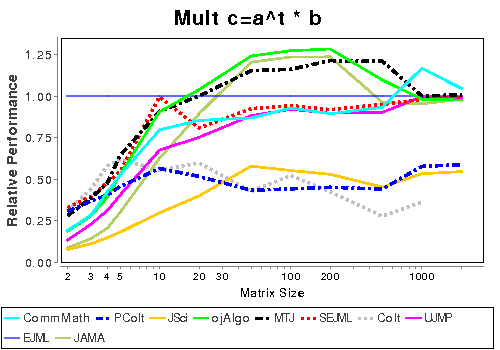 Mult c=a^t * b
Relative Performance
1.25
1.00
0.75
0.50
0.25
0.00
2 3 4 5 10 20 30 100 200 1000
Matrix Size
CommMath PColt JSci ojAlgo MTJ SEJML Colt UJMP
EJML JAMA